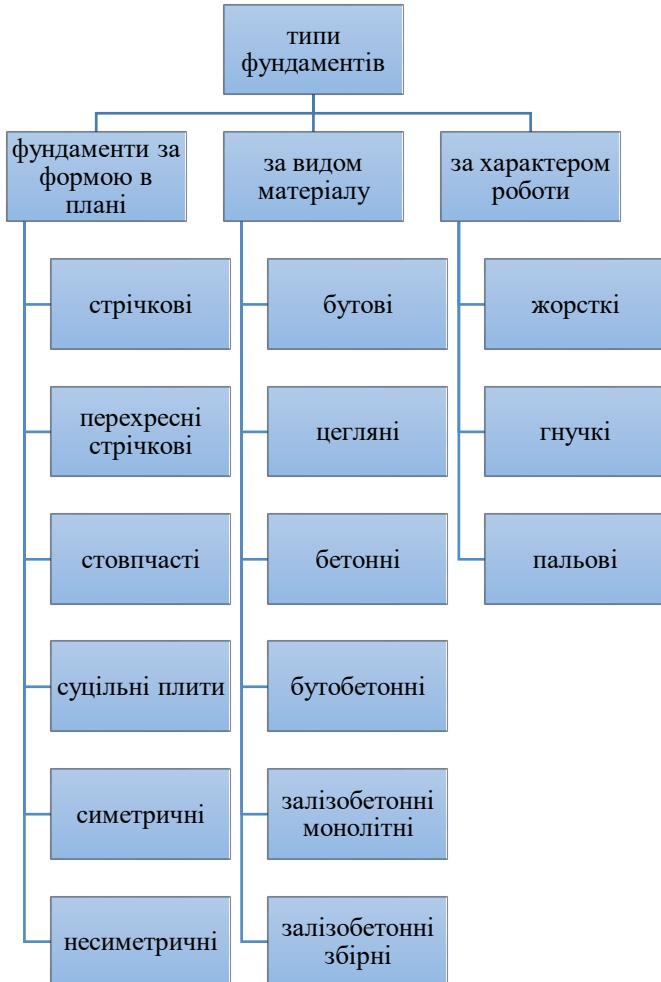 типи
фундаментів
фундаменти за
формою в
плані
за видом
матеріалу
за характером
роботи
стрічкові
перехресні
стрічкові
стовпчасті
суцільні плити
симетричні
несиметричні
бутові
цегляні
бетонні
бутобетонні
залізобетонні
монолітні
залізобетонні
збірні
жорсткі
гнучкі
пальові